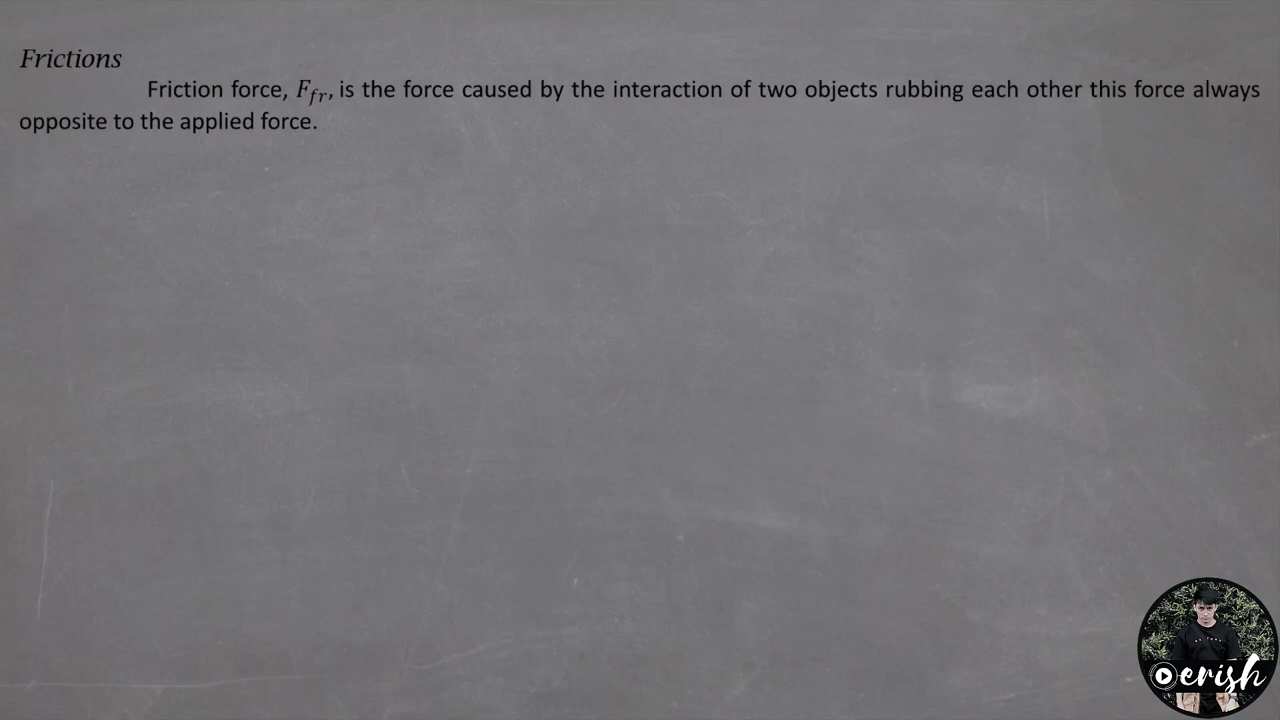 Frictions
Friction force, F_fr, is the force caused by the interaction of two objects rubbing each other this force always
opposite to the applied force.
erish